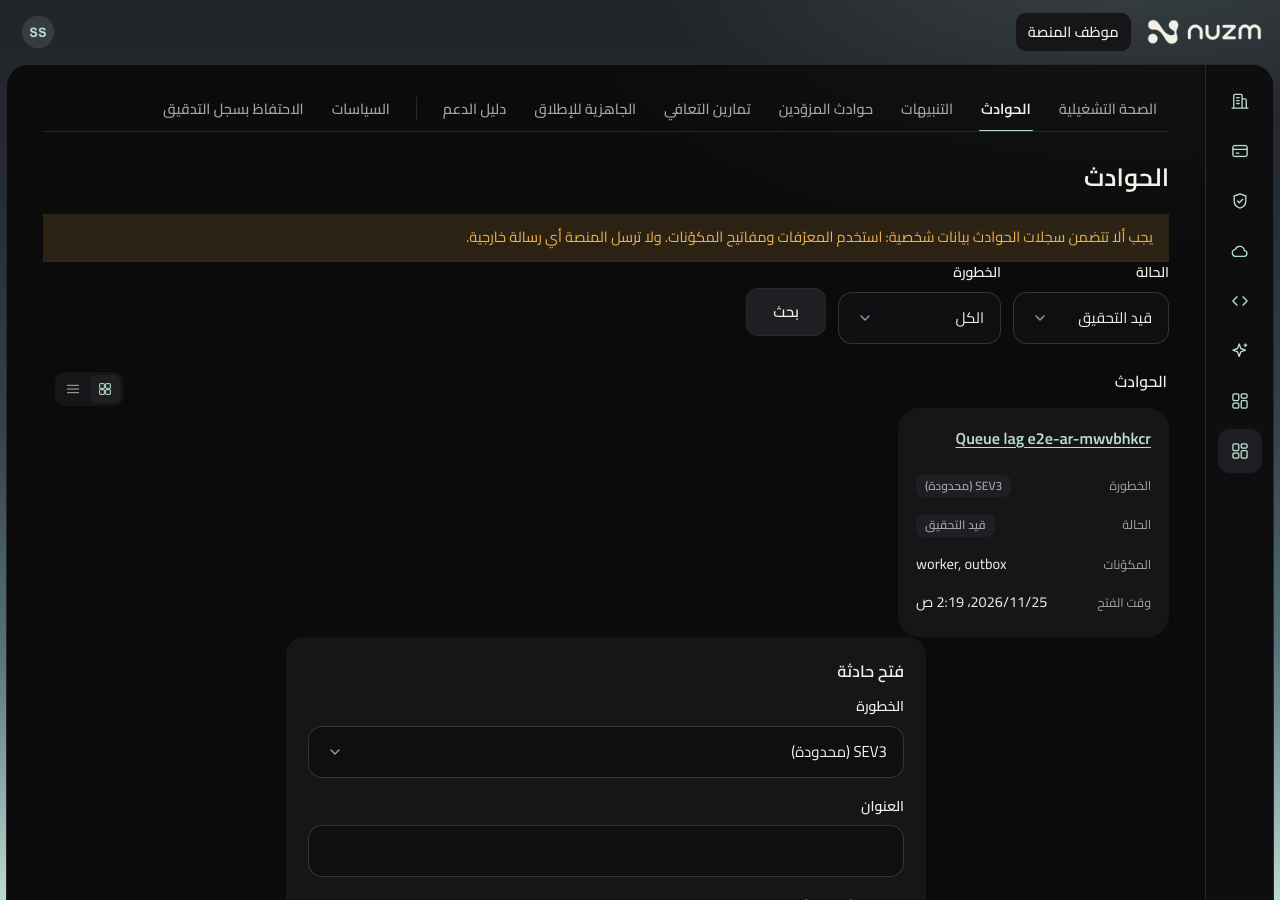 nuzm
موظف المنصة
SS
الصحة التشغيلية
الحوادث
التنبيهات
حوادث المزوّدين
تمارين التعافي
الجاهزية للإطلاق
دليل الدعم
السياسات
الاحتفاظ بسجل التدقيق
الحوادث
يجب ألا تتضمن سجلات الحوادث بيانات شخصية: استخدم المعرّفات ومفاتيح المكوّنات. ولا ترسل المنصة أي رسالة خارجية.
الحالة
قيد التحقيق
الخطورة
الكل
بحث
الحوادث
Queue lag e2e-ar-mwvbhkcr
الخطورة
SEV3 (محدودة)
الحالة
قيد التحقيق
المكوّنات
worker, outbox
وقت الفتح
2026/11/25، 2:19 ص
فتح حادثة
الخطورة
SEV3 (محدودة)
العنوان